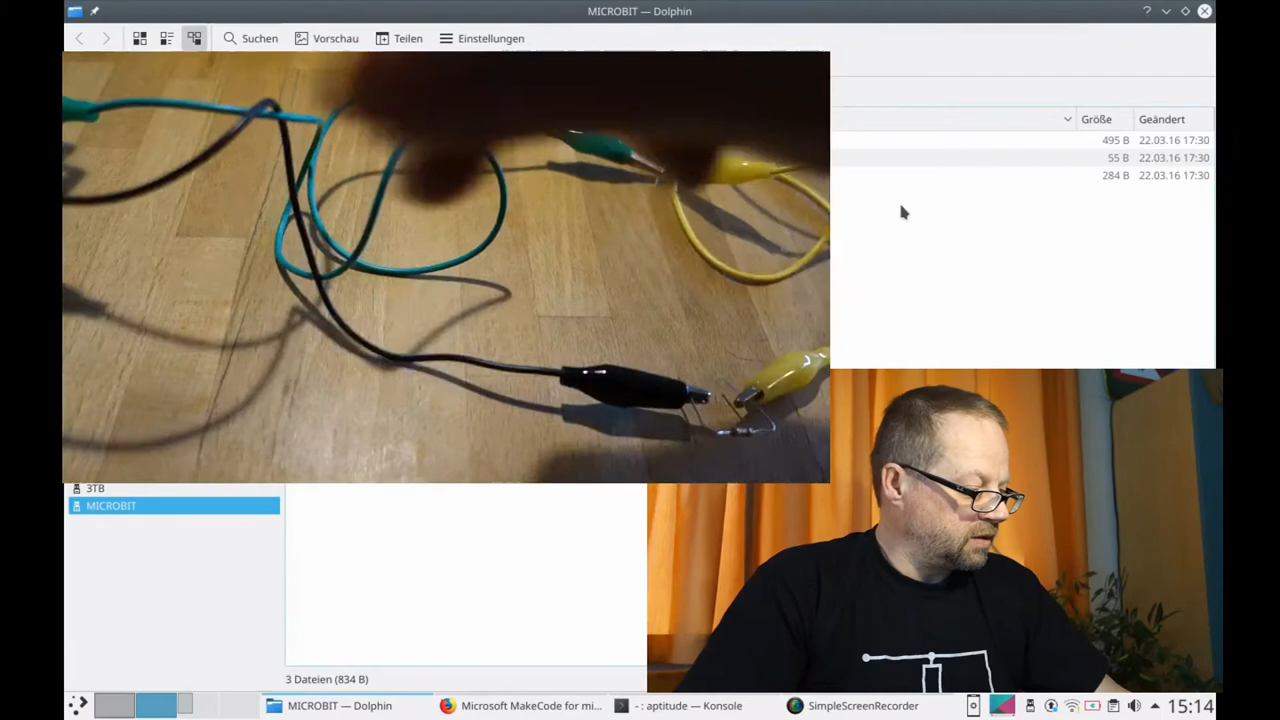 MICROBIT — Dolphin
Suchen Vorschau Teilen Einstellungen
Größe Geändert
495 B 22.03.16 17:30
55 B 22.03.16 17:30
284 B 22.03.16 17:30
3TB
MICROBIT
3 Dateien (834 B)
MICROBIT — Dolphin Microsoft MakeCode for mi... - : aptitude — Konsole SimpleScreenRecorder 15:14